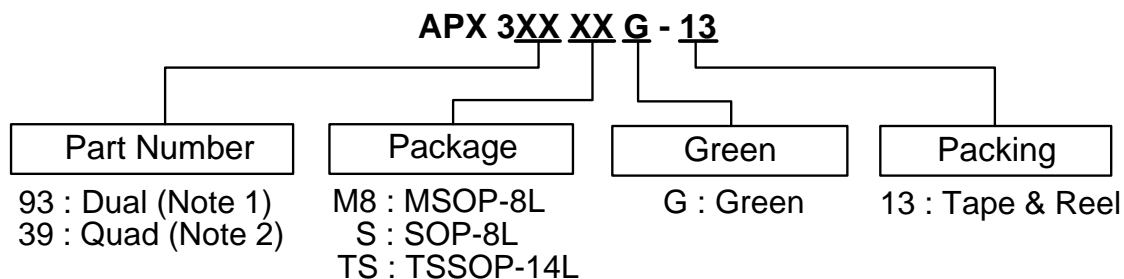 APX 3XX XX G - 13
Part Number
Package
Green
Packing
93 : Dual (Note 1)
39 : Quad (Note 2)
M8 : MSOP-8L
S : SOP-8L
TS : TSSOP-14L
G : Green
13 : Tape & Reel